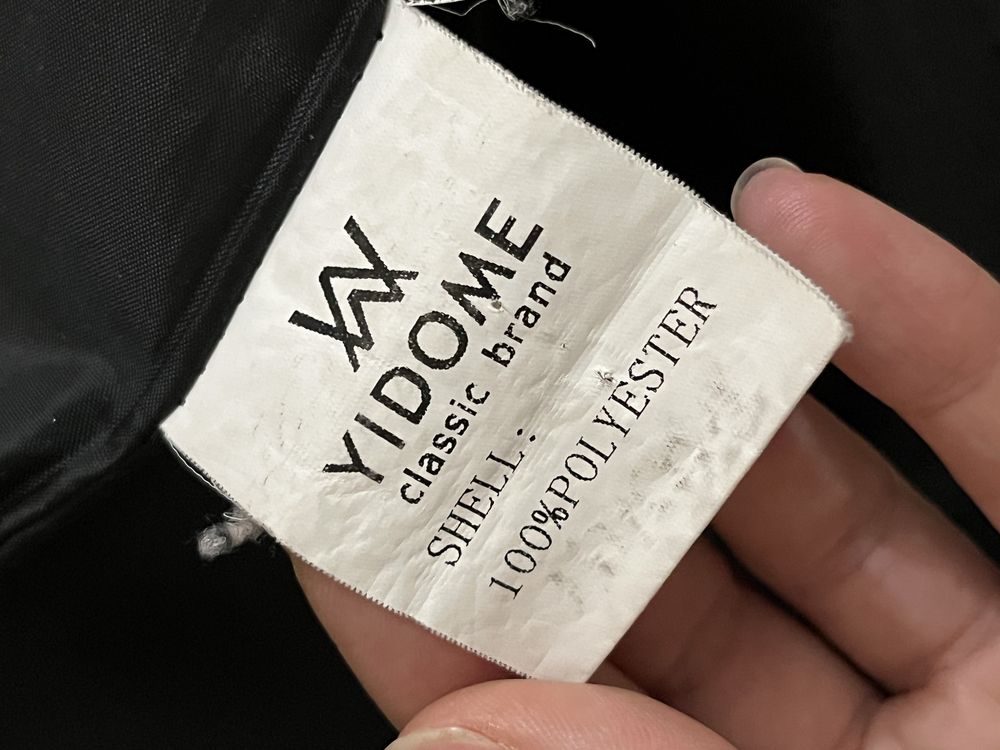 YIDOME
classic brand
SHELL:
100%POLYESTER